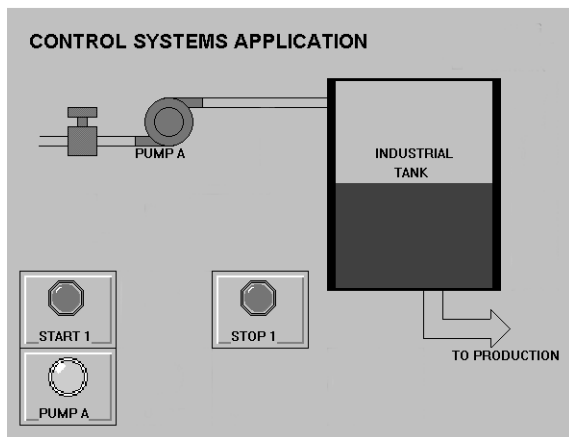 CONTROL SYSTEMS APPLICATION
PUMP A
INDUSTRIAL
TANK
START 1
STOP 1
TO PRODUCTION
PUMP A